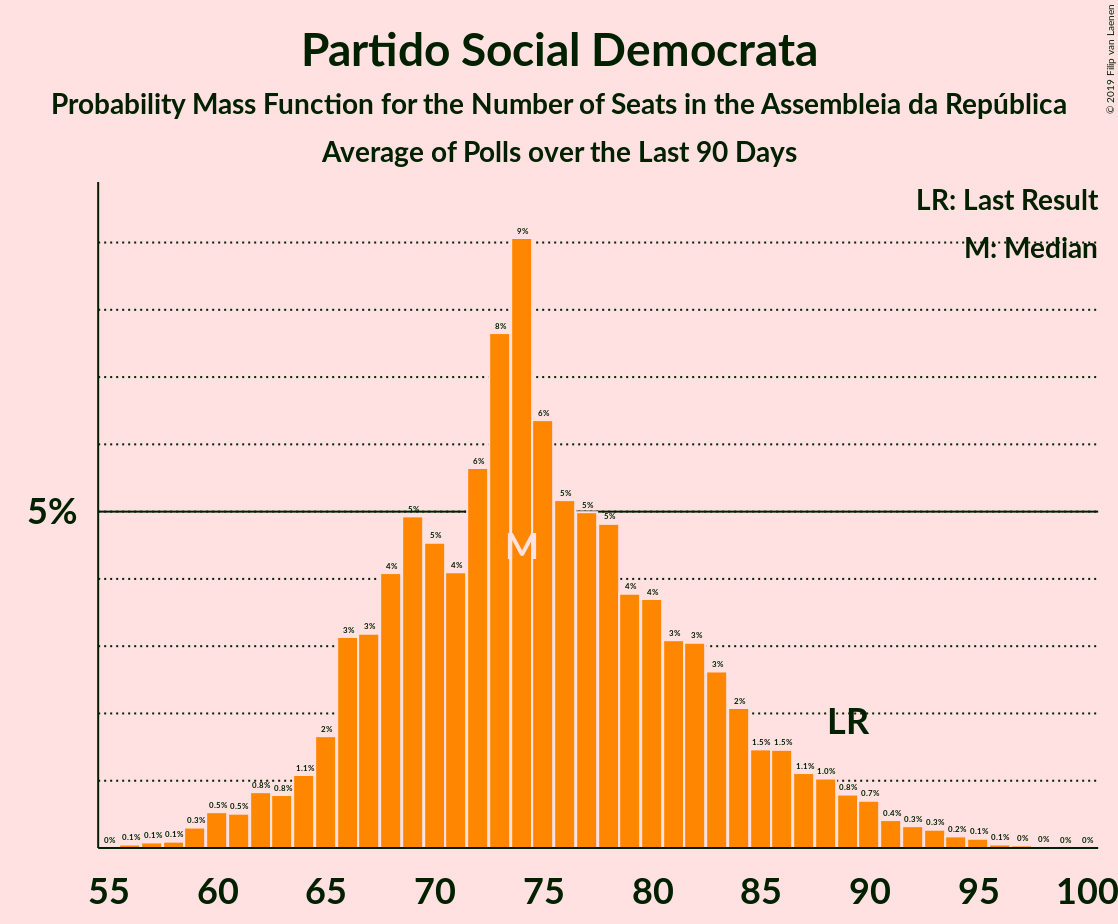 Partido Social Democrata
Probability Mass Function for the Number of Seats in the Assembleia da República
Average of Polls over the Last 90 Days
© 2019 Filip van Laenen
LR: Last Result
M: Median
5%
0% 0.1% 0.1% 0.1% 0.3% 0.5% 0.5% 0.8% 0.8% 1.1% 2% 3% 3% 4% 5% 5% 4% 6% 8% 9% 6% 5% 5% 5% 4% 4% 3% 3% 3% 2% 1.5% 1.5% 1.1% 1.0% 0.8% 0.7% 0.4% 0.3% 0.3% 0.2% 0.1% 0.1% 0% 0% 0% 0%
M
LR
55 60 65 70 75 80 85 90 95 100